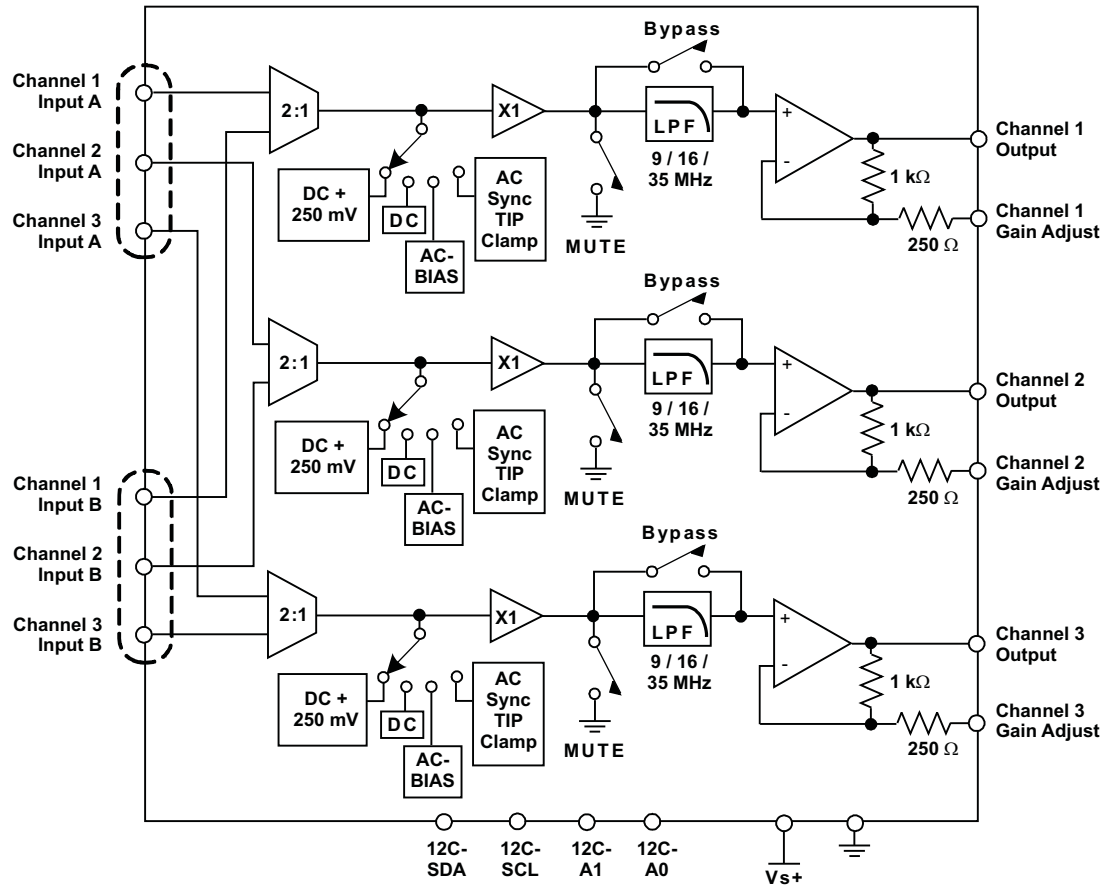 Channel 1
Input A
Channel 2
Input A
Channel 3
Input A
Channel 1
Input B
Channel 2
Input B
Channel 3
Input B
2:1
X1
DC +
250 mV
DC
AC-
BIAS
AC
Sync
TIP
Clamp
MUTE
Bypass
LPF
9 / 16 /
35 MHz
+
-
1 kΩ
250 Ω
Channel 1
Output
Channel 1
Gain Adjust
2:1
X1
DC +
250 mV
DC
AC-
BIAS
AC
Sync
TIP
Clamp
MUTE
Bypass
LPF
9 / 16 /
35 MHz
+
-
1 kΩ
250 Ω
Channel 2
Output
Channel 2
Gain Adjust
2:1
X1
DC +
250 mV
DC
AC-
BIAS
AC
Sync
TIP
Clamp
MUTE
Bypass
LPF
9 / 16 /
35 MHz
+
-
1 kΩ
250 Ω
Channel 3
Output
Channel 3
Gain Adjust
12C-
SDA
12C-
SCL
12C-
A1
12C-
A0
Vs+